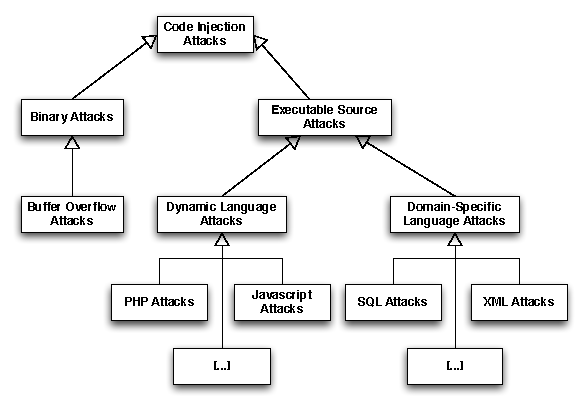 Code Injection
Attacks
Binary Attacks
Executable Source
Attacks
Buffer Overflow
Attacks
Dynamic Language
Attacks
Domain-Specific
Language Attacks
PHP Attacks
Javascript
Attacks
SQL Attacks
XML Attacks
[...]
[...]